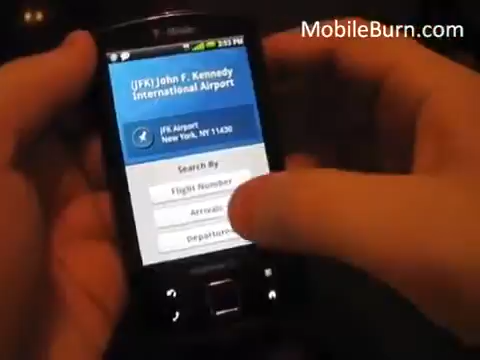 MobileBurn.com
T-Mobile
3:53 PM
(JFK) John F. Kennedy
International Airport
JFK Airport
New York, NY 11430
Search By
Flight Number
Arrivals
Departure